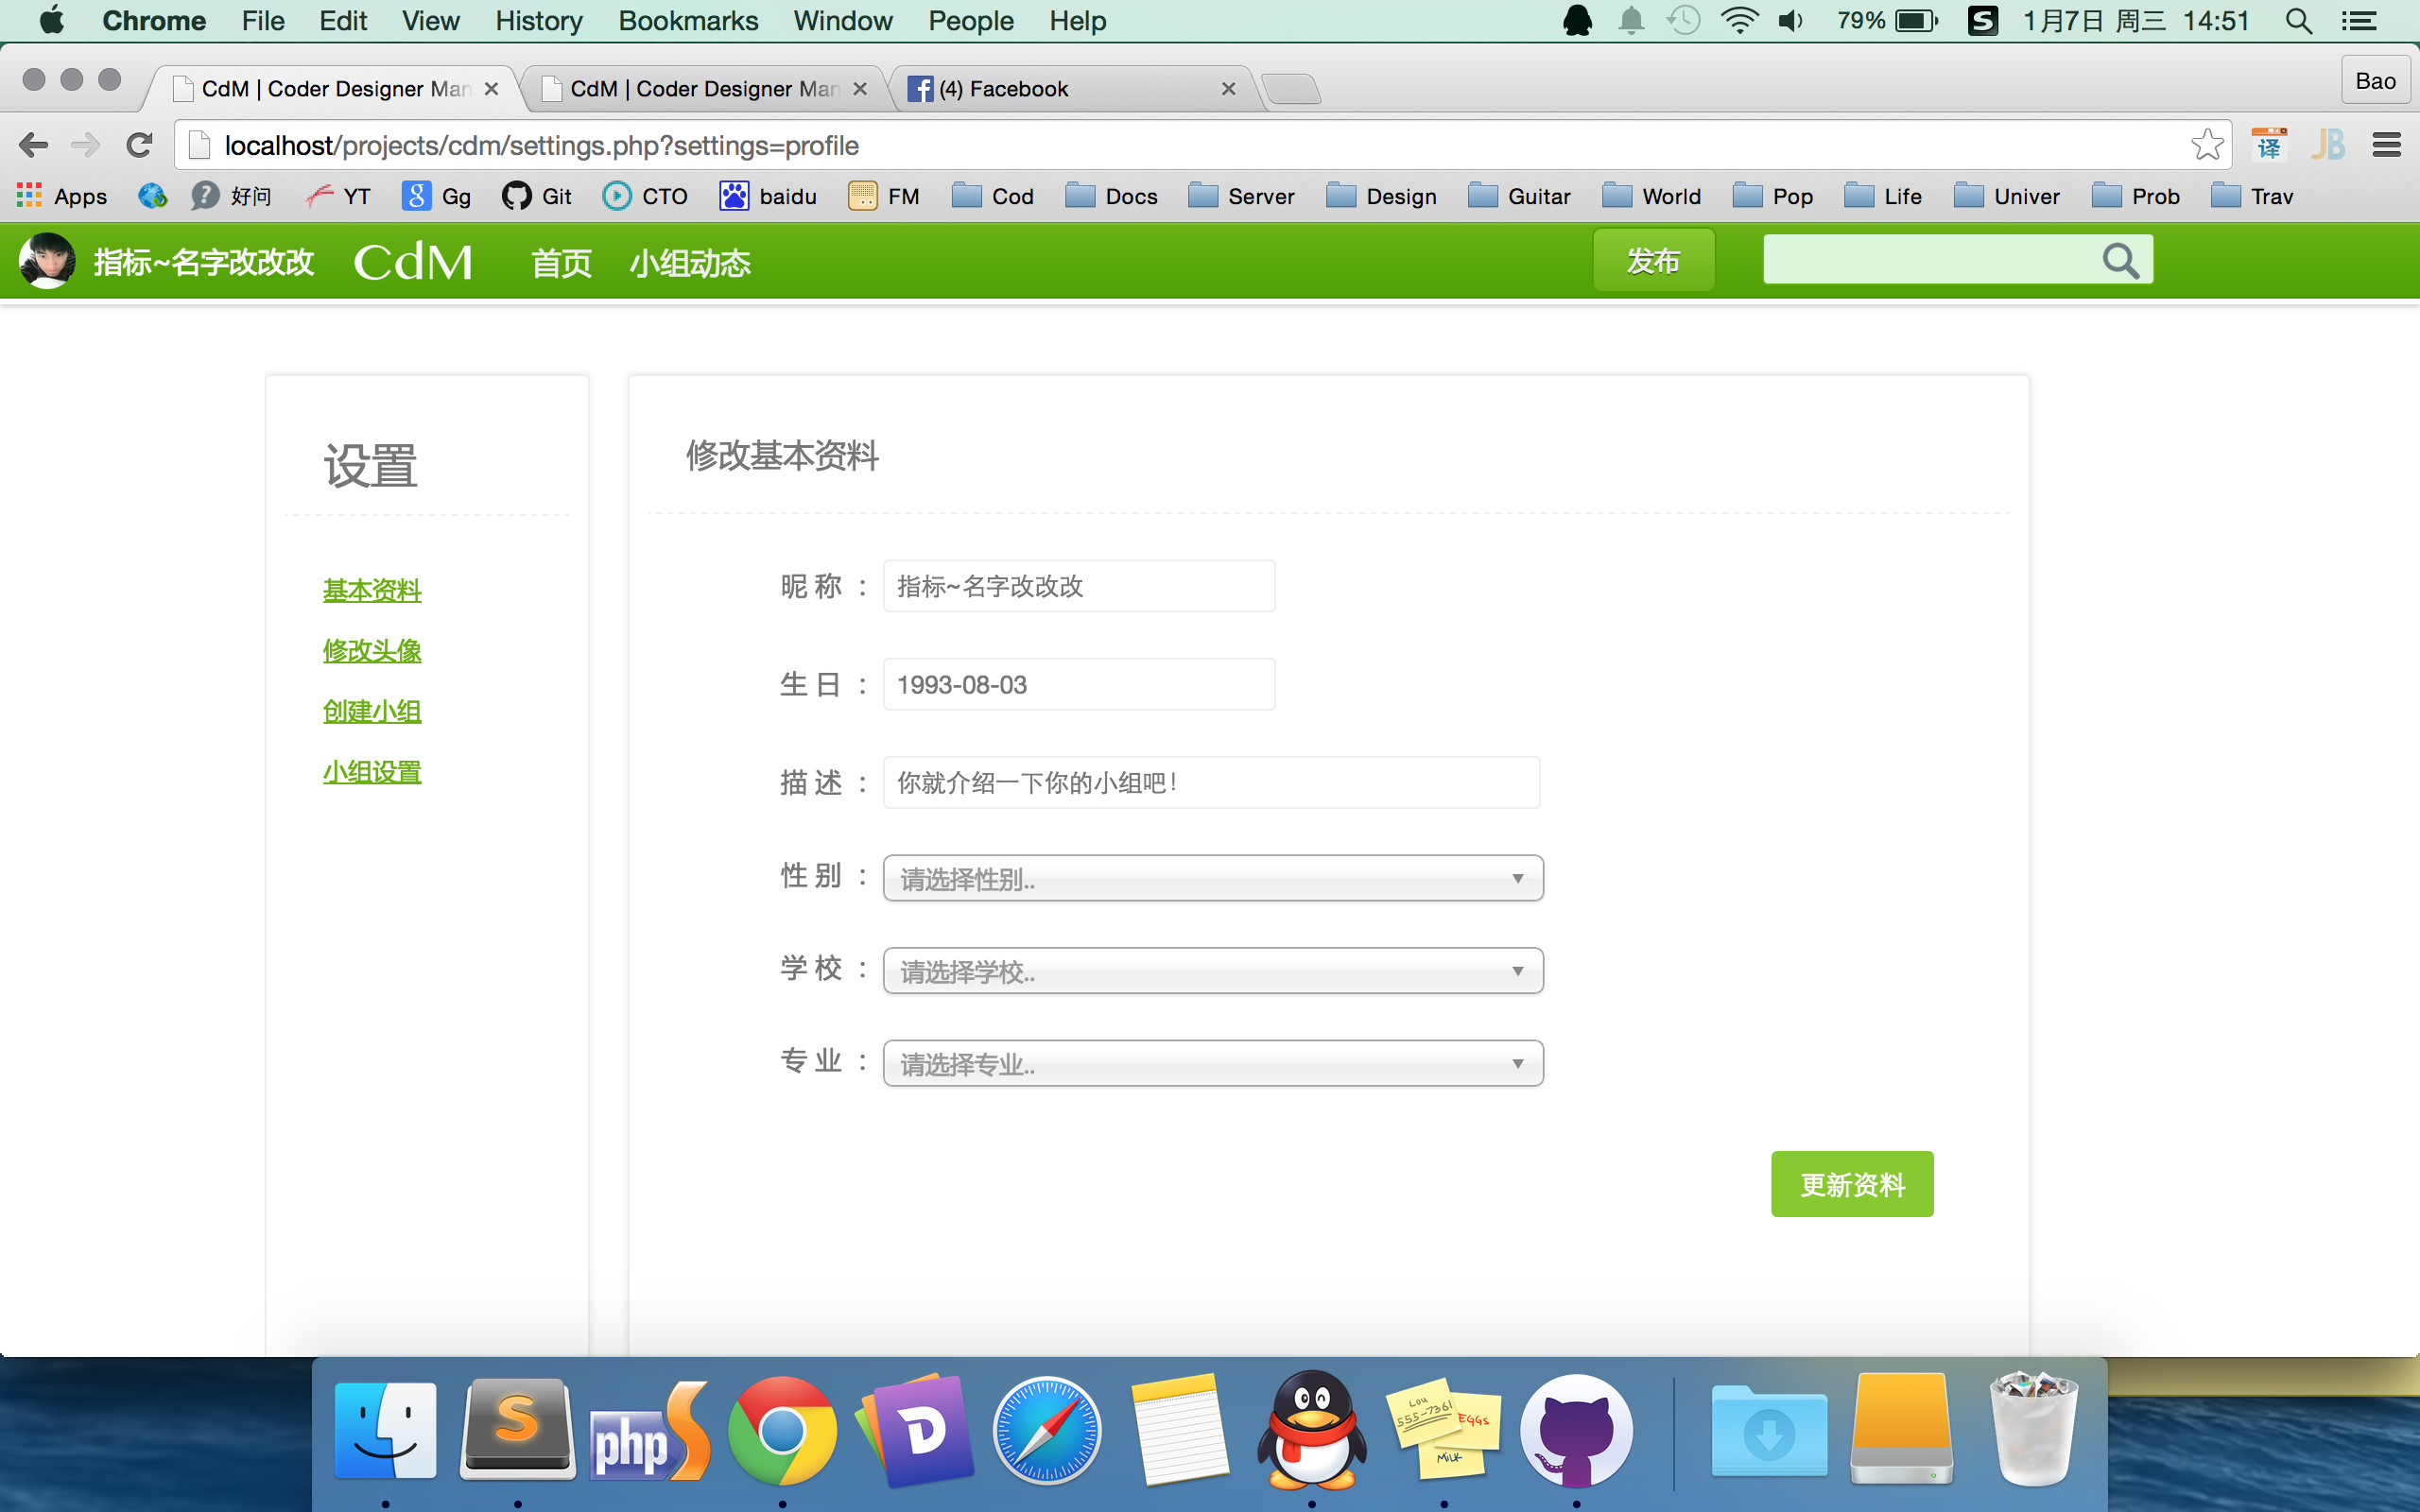 Chrome File Edit View History Bookmarks Window People Help 79% S 1月7日 周三 14:51
CdM | Coder Designer Man CdM | Coder Designer Man (4) Facebook Bao
localhost/projects/cdm/settings.php?settings=profile 译 JB
Apps 好问 YT Gg Git CTO baidu FM Cod Docs Server Design Guitar World Pop Life Univer Prob Trav
指标~名字改改改 CdM 首页 小组动态 发布
设置
基本资料
修改头像
创建小组
小组设置
修改基本资料
昵 称 : 指标~名字改改改
生 日 : 1993-08-03
描 述 : 你就介绍一下你的小组吧!
性 别 : 请选择性别..
学 校 : 请选择学校..
专 业 : 请选择专业..
更新资料
S php S D
LOU
555-7361
EGGS
MILK